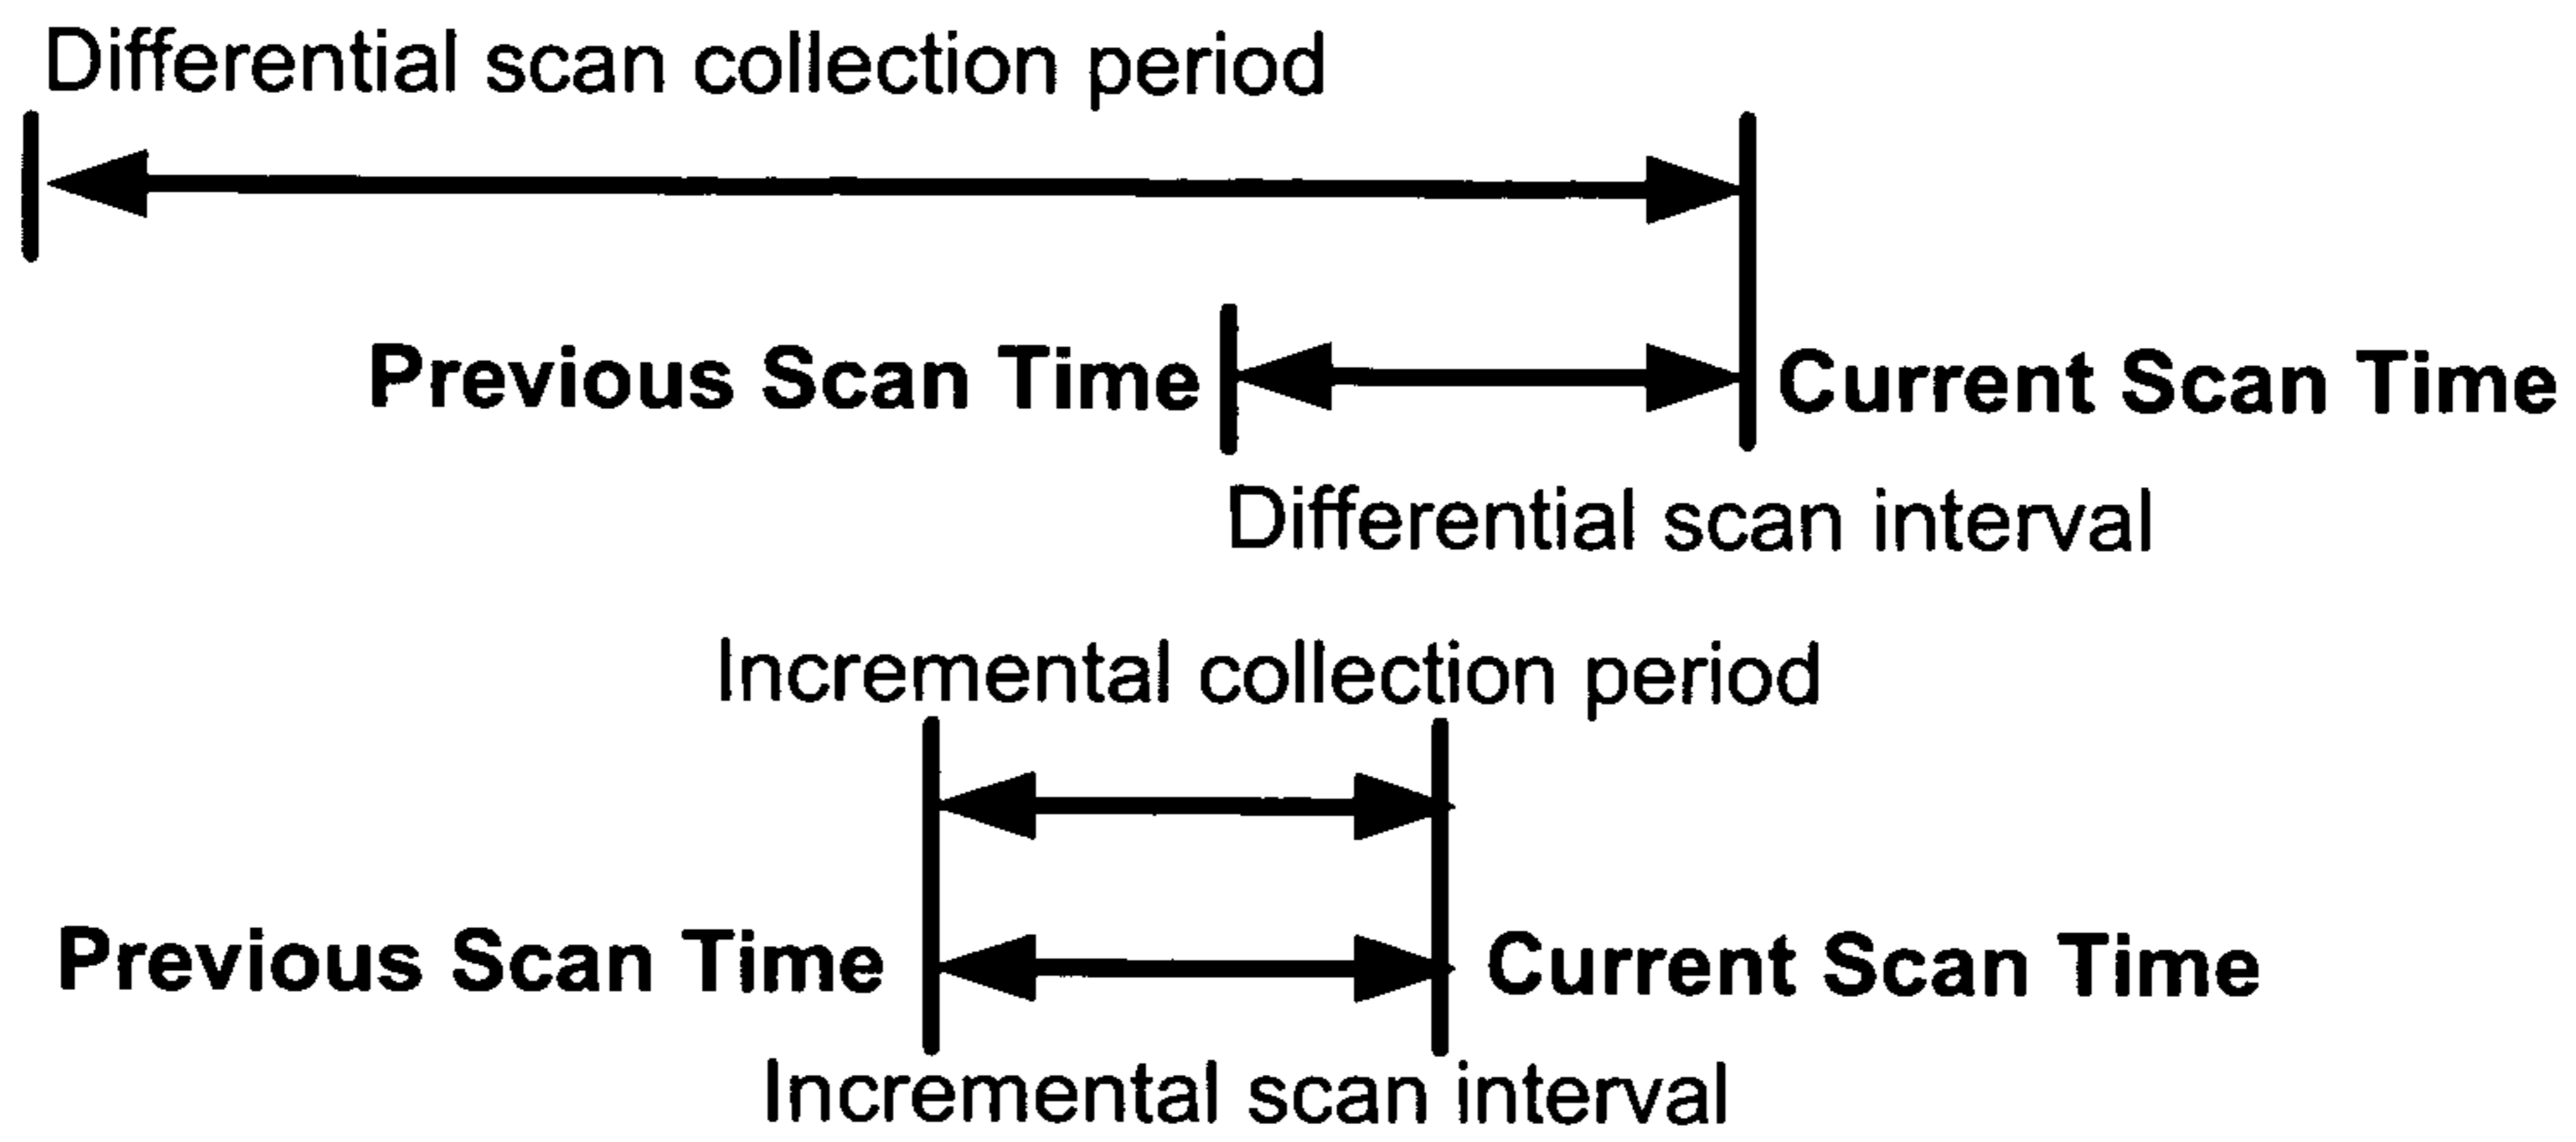 Differential scan collection period
Previous Scan Time
Current Scan Time
Differential scan interval
Incremental collection period
Previous Scan Time
Current Scan Time
Incremental scan interval